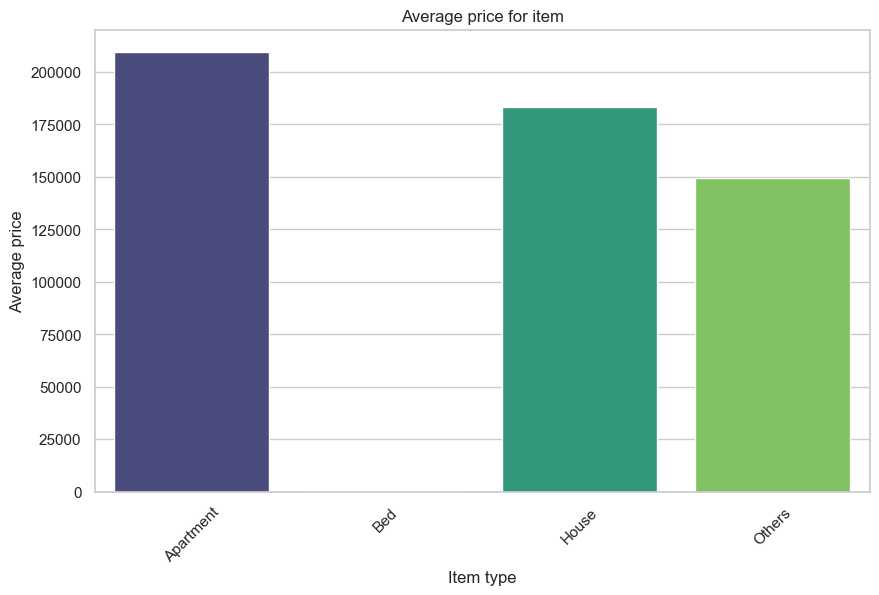 Average price for item
Average price
200000
175000
150000
125000
100000
75000
50000
25000
0
Apartment
Bed
House
Others
Item type